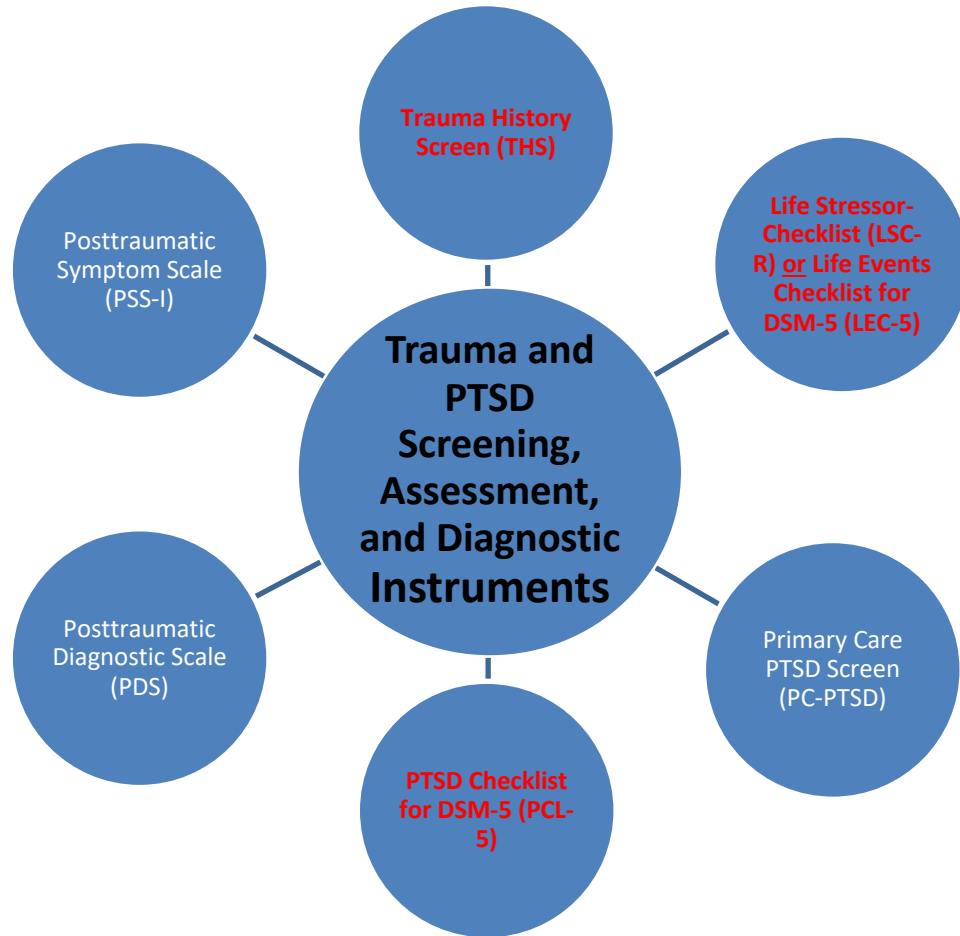 Trauma History
Screen (THS)
Life Stressor-
Checklist (LSC-
R) or Life Events
Checklist for
DSM-5 (LEC-5)
Posttraumatic
Symptom Scale
(PSS-I)
Trauma and
PTSD
Screening,
Assessment,
and Diagnostic
Instruments
Posttraumatic
Diagnostic Scale
(PDS)
Primary Care
PTSD Screen
(PC-PTSD)
PTSD Checklist
for DSM-5 (PCL-
5)